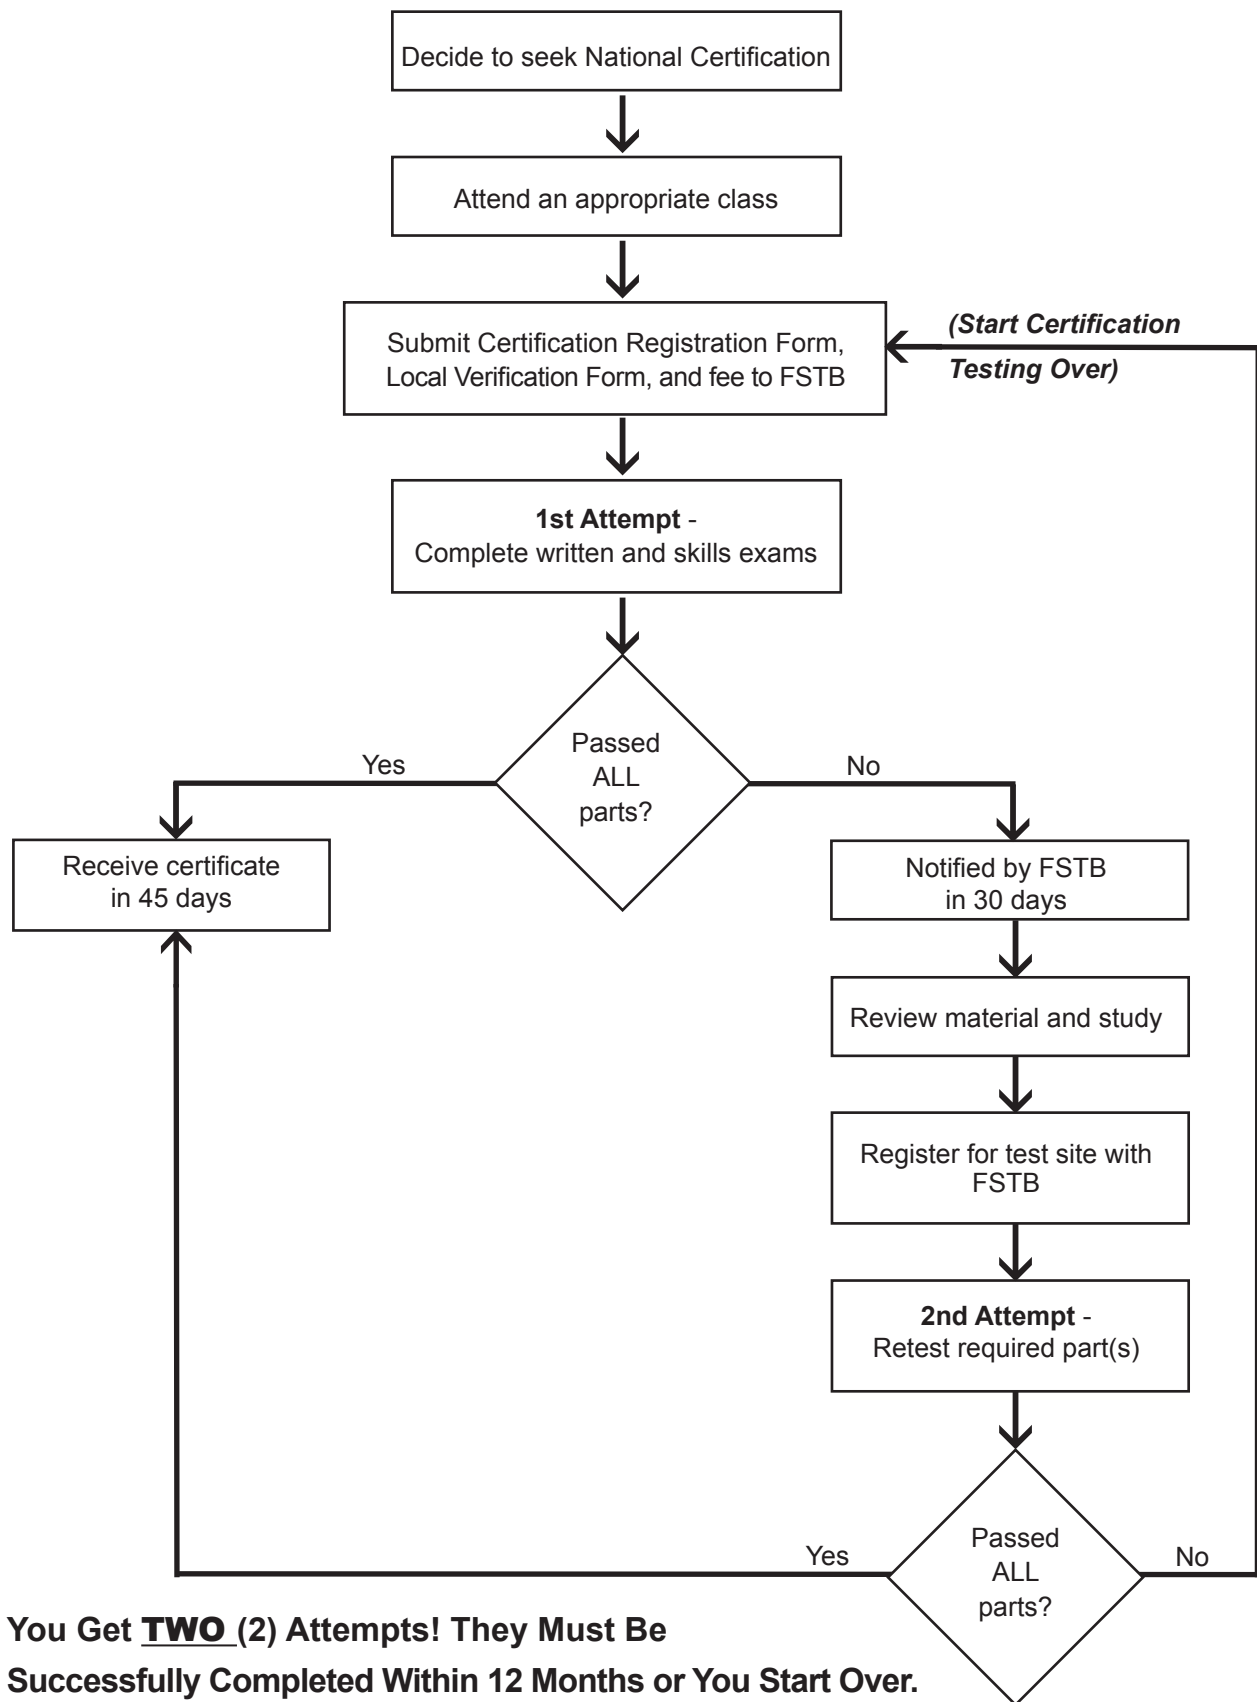 Decide to seek National Certification
Attend an appropriate class
Submit Certification Registration Form,
Local Verification Form, and fee to FSTB
(Start Certification
Testing Over)
1st Attempt -
Complete written and skills exams
Passed
ALL
parts?
Yes
No
Receive certificate
in 45 days
Notified by FSTB
in 30 days
Review material and study
Register for test site with
FSTB
2nd Attempt -
Retest required part(s)
Passed
ALL
parts?
Yes
No
You Get TWO (2) Attempts! They Must Be
Successfully Completed Within 12 Months or You Start Over.